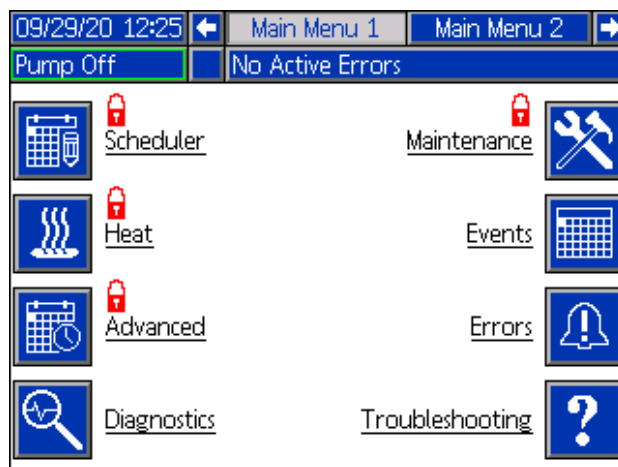 09/29/20 12:25 Main Menu 1 Main Menu 2
Pump Off No Active Errors
Scheduler Maintenance
Heat Events
Advanced Errors
Diagnostics Troubleshooting